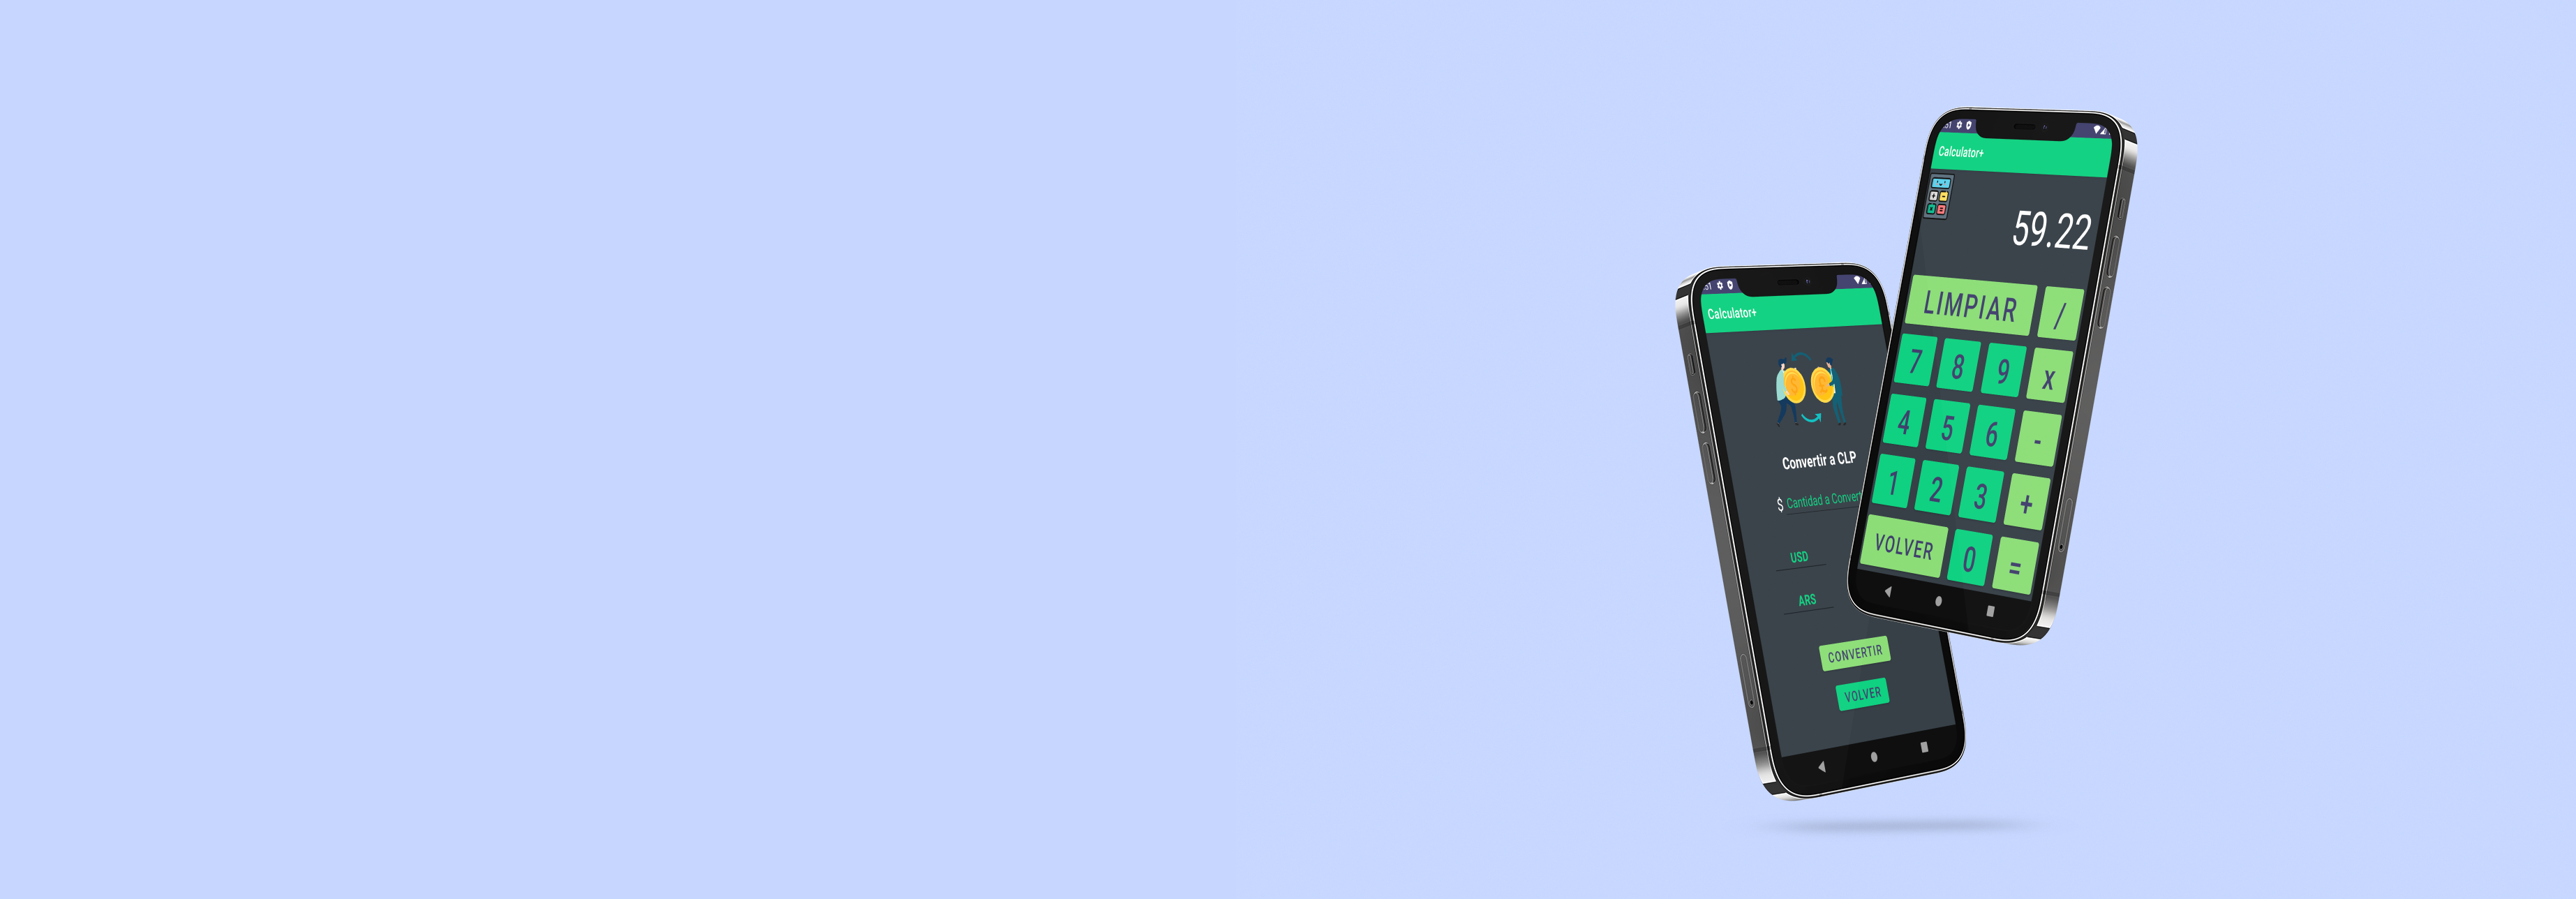 Calculator+
Convertir a CLP
$ Cantidad a Convert
USD
ARS
CONVERTIR
VOLVER
Calculator+
59.22
LIMPIAR /
7 8 9 x
4 5 6 -
1 2 3 +
VOLVER 0 =